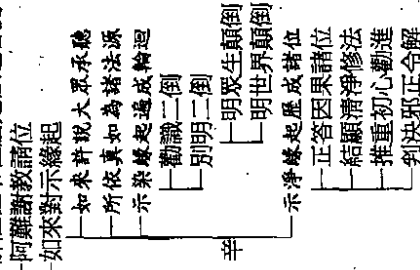 阿難謝教請位
如來對示緣起
如來許說大眾承聽
所依真如為諸法源
示染緣起遍成輪迴
勸識二倒
別明二倒
明眾生顛倒
明世界顛倒
辛
示淨緣起歷成諸位
正答因果諸位
結顯清淨修法
推重初心勸進
判決邪正令解